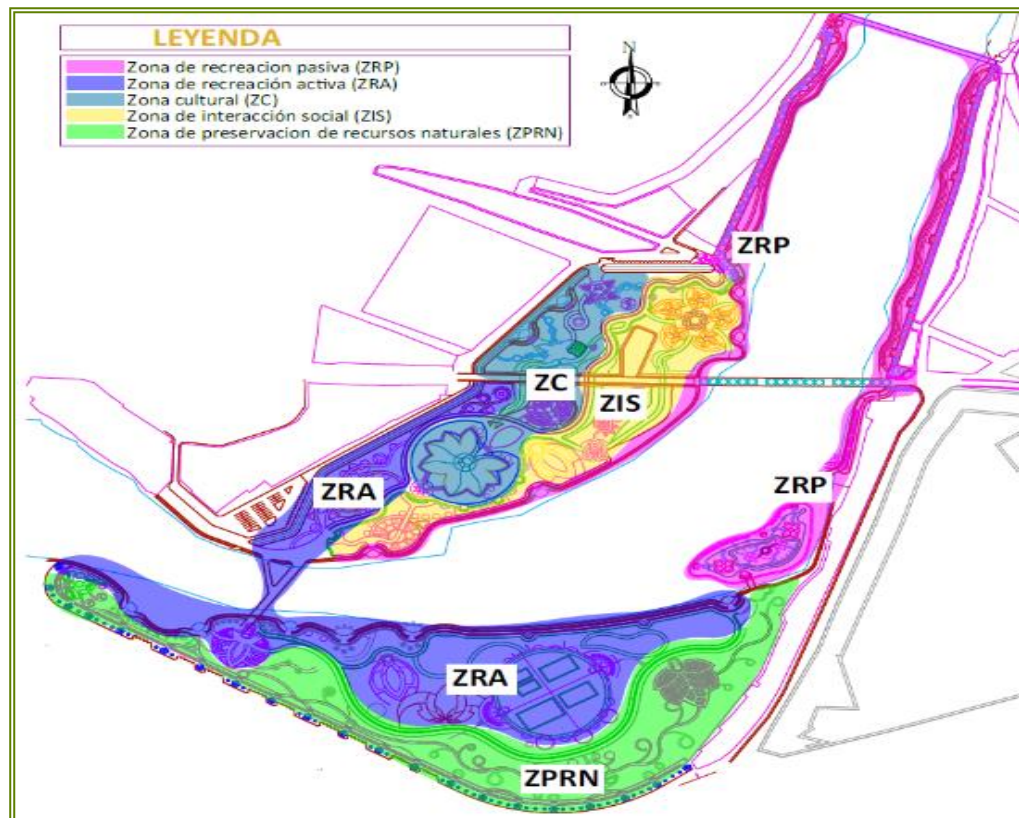 LEYENDA
Zona de recreacion pasiva (ZRP)
Zona de recreación activa (ZRA)
Zona cultural (ZC)
Zona de interacción social (ZIS)
Zona de preservacion de recursos naturales (ZPRN)
N
ZRP
ZC
ZIS
ZRA
ZRP
ZRA
ZPRN